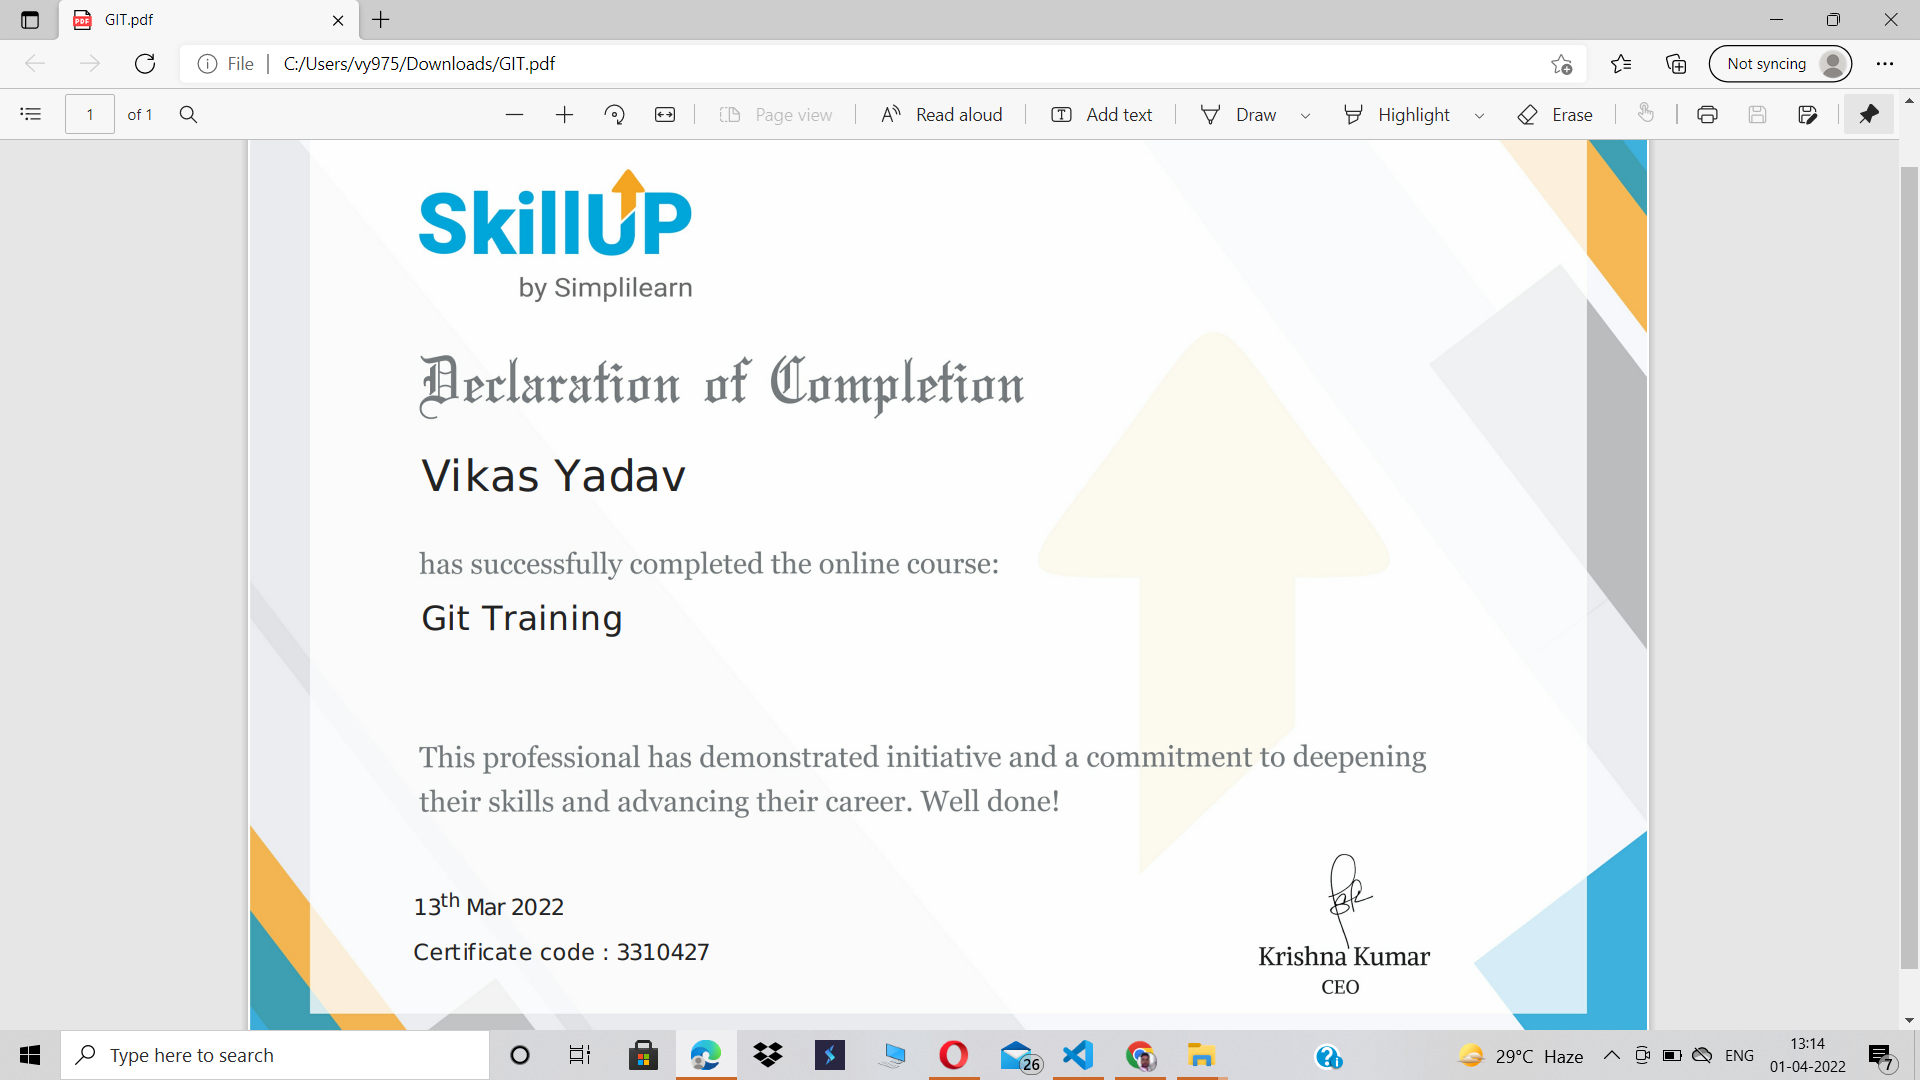 GIT.pdf
File C:/Users/vy975/Downloads/GIT.pdf Not syncing
1 of 1 Page view Read aloud Add text Draw Highlight Erase
SkillUP
by Simplilearn
Declaration of Completion
Vikas Yadav
has successfully completed the online course:
Git Training
This professional has demonstrated initiative and a commitment to deepening
their skills and advancing their career. Well done!
13th Mar 2022
Certificate code : 3310427
Krishna Kumar
CEO
Type here to search 26 29°C Haze ENG 13:14
01-04-2022 7